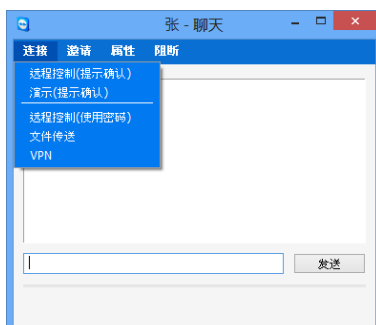 张 - 聊天
连接 邀请 属性 阻断
远程控制(提示确认)
演示(提示确认)
远程控制(使用密码)
文件传送
VPN
发送